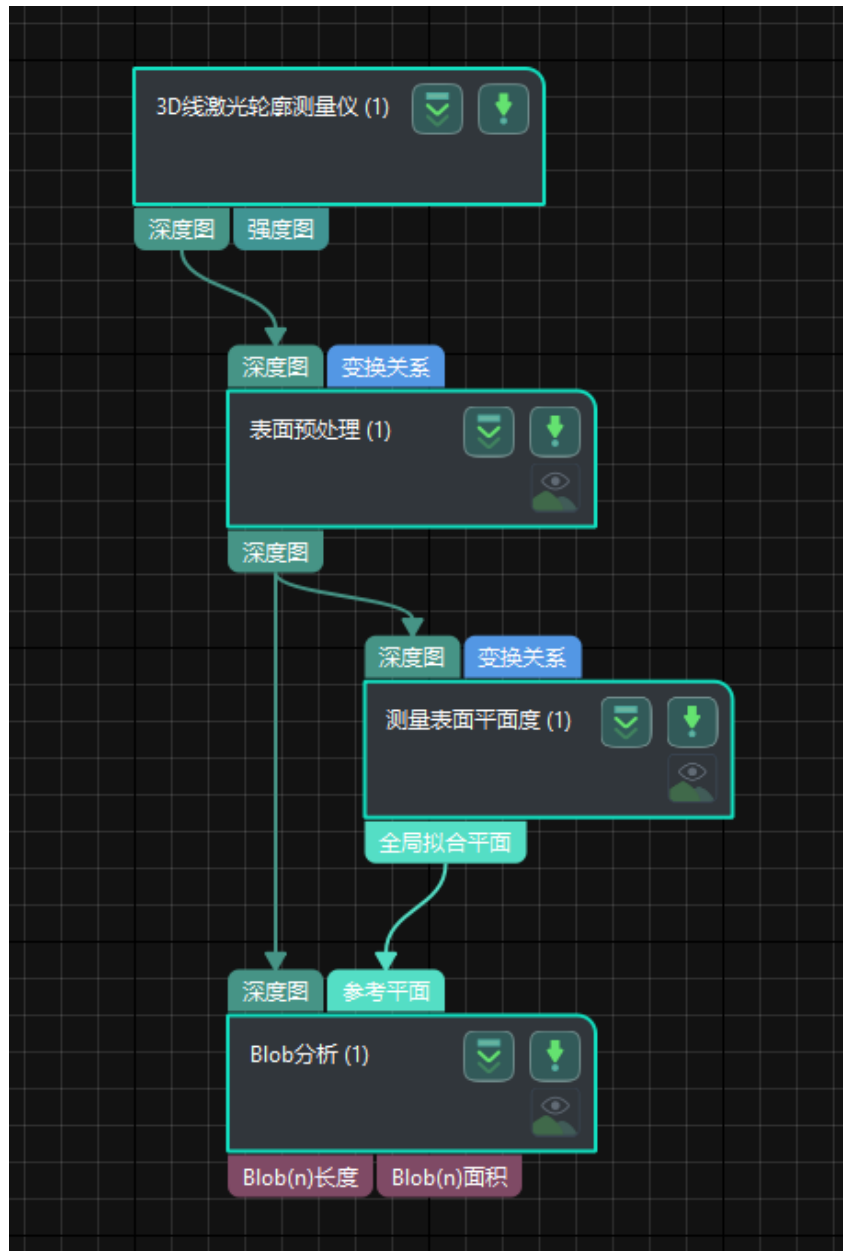 3D线激光轮廓测量仪 (1)
深度图 强度图
深度图 变换关系
表面预处理 (1)
深度图
深度图 变换关系
测量表面平面度 (1)
全局拟合平面
深度图 参考平面
Blob分析 (1)
Blob(n)长度 Blob(n)面积